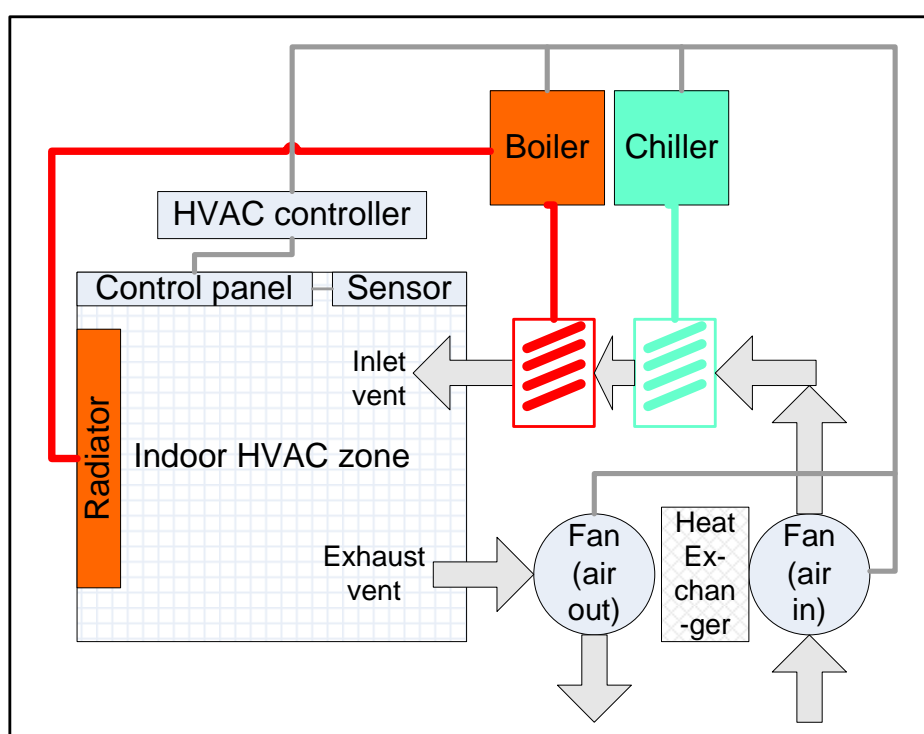 Boiler
Chiller
HVAC controller
Control panel
Sensor
Inlet
vent
Radiator
Indoor HVAC zone
Exhaust
vent
Fan
(air
out)
Heat
Ex-
chan
-ger
Fan
(air
in)